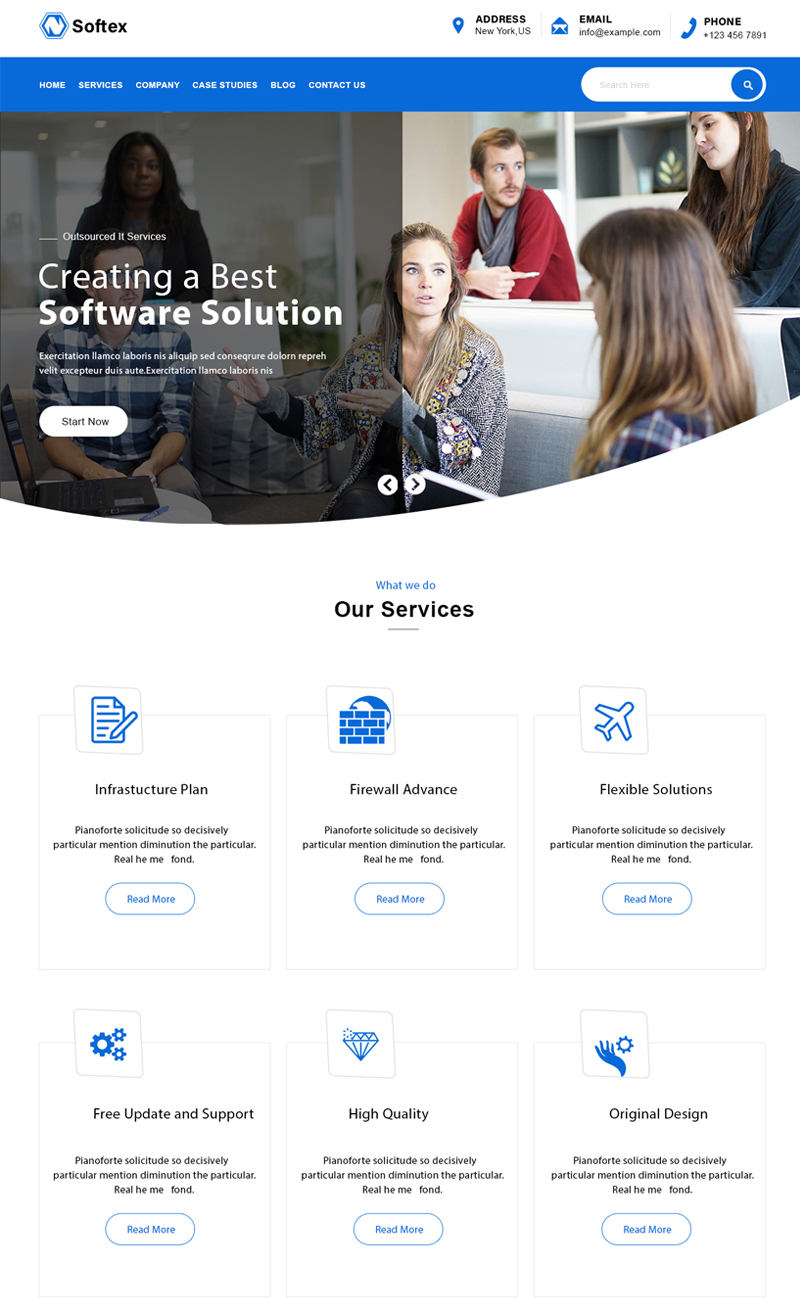 Softex
ADDRESS
New York,US
EMAIL
info@example.com
PHONE
+123 456 7891
HOME SERVICES COMPANY CASE STUDIES BLOG CONTACT US
Search Here
Outsourced It Services
Creating a Best
Software Solution
Exercitation llamco laboris nis aliquip sed conseqrure dolorn repreh
velit excepteur duis aute.Exercitation llamco laboris nis
Start Now
What we do
Our Services
Infrastucture Plan
Pianoforte solicitude so decisively
particular mention diminution the particular.
Real he me fond.
Read More
Firewall Advance
Pianoforte solicitude so decisively
particular mention diminution the particular.
Real he me fond.
Read More
Flexible Solutions
Pianoforte solicitude so decisively
particular mention diminution the particular.
Real he me fond.
Read More
Free Update and Support
Pianoforte solicitude so decisively
particular mention diminution the particular.
Real he me fond.
Read More
High Quality
Pianoforte solicitude so decisively
particular mention diminution the particular.
Real he me fond.
Read More
Original Design
Pianoforte solicitude so decisively
particular mention diminution the particular.
Real he me fond.
Read More